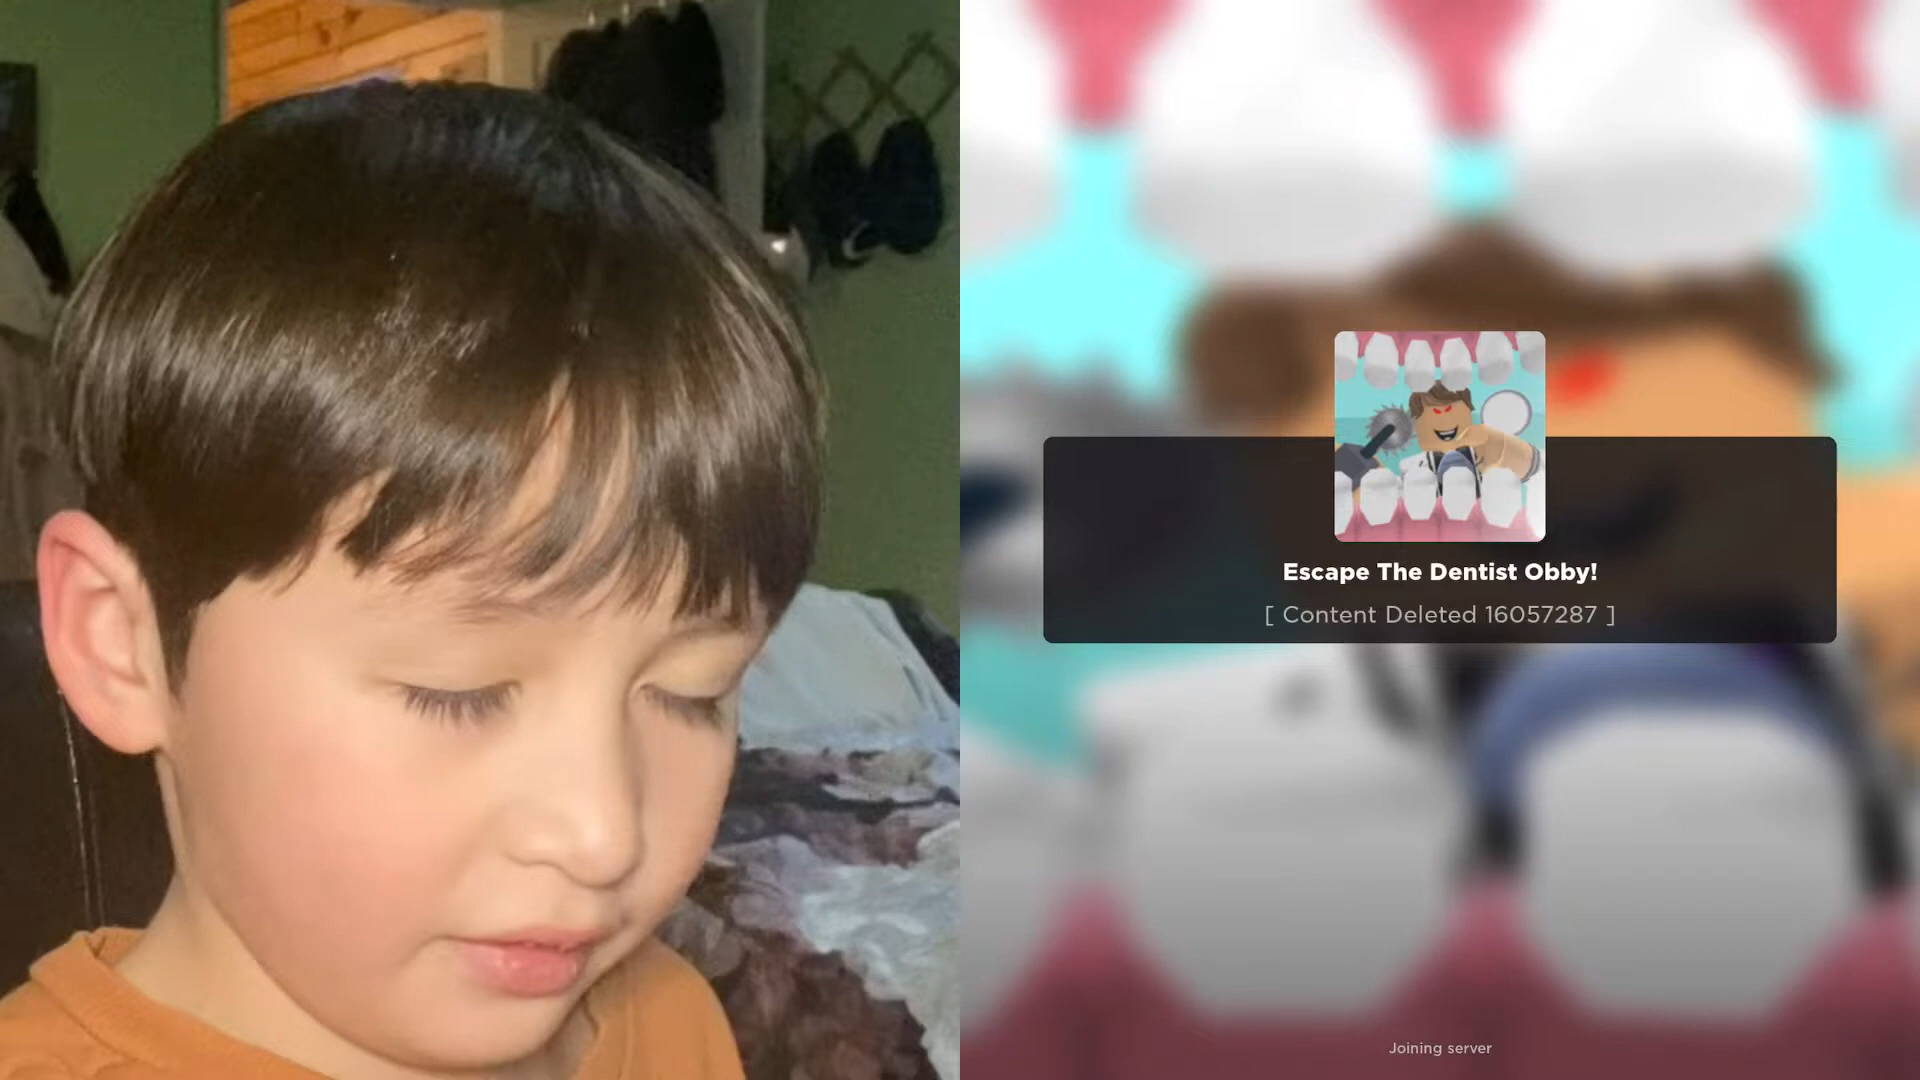 Escape The Dentist Obby!
[ Content Deleted 16057287 ]
Joining server